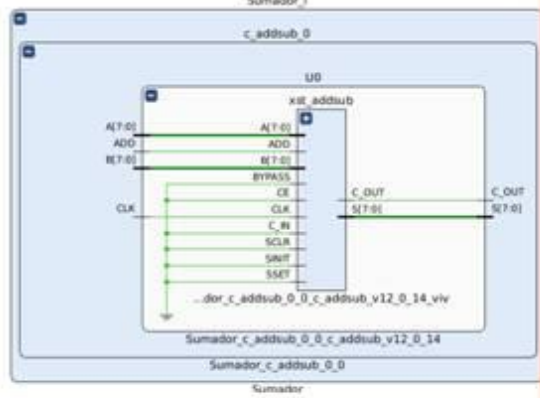 Sumador_i
c_addsub_0
U0
xst_addsub
A[7:0] A[7:0]
ADD ADD
B[7:0] B[7:0]
BYPASS
CE C_OUT C_OUT
CLK CLK S[7:0] S[7:0]
C_IN
SCLR
SINIT
SSET
...dor_c_addsub_0_0_c_addsub_v12_0_14_viv
Sumador_c_addsub_0_0_c_addsub_v12_0_14
Sumador_c_addsub_0_0
Sumador